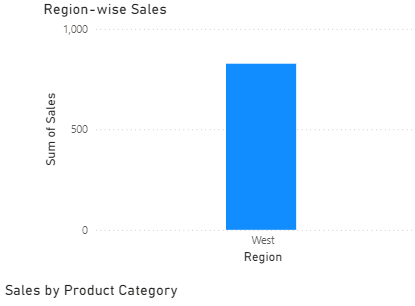 Region-wise Sales
1,000
500
0
Sum of Sales
West
Region
Sales by Product Category